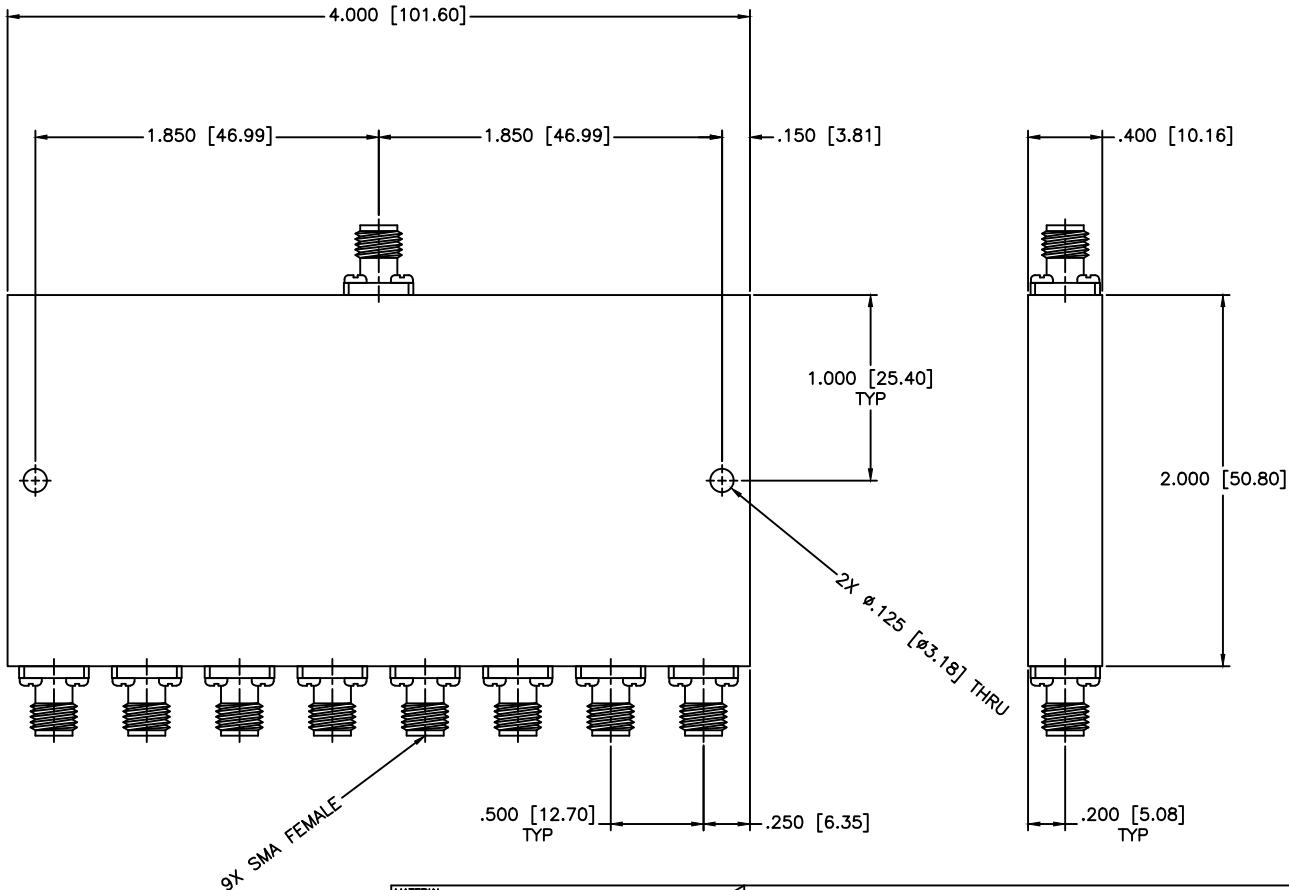 4.000 [101.60]
1.850 [46.99]
1.850 [46.99]
.150 [3.81]
.400 [10.16]
1.000 [25.40]
TYP
2.000 [50.80]
2X ø.125 [ø3.18] THRU
.500 [12.70]
TYP
.250 [6.35]
.200 [5.08]
TYP
9X SMA FEMALE
MATERIAL